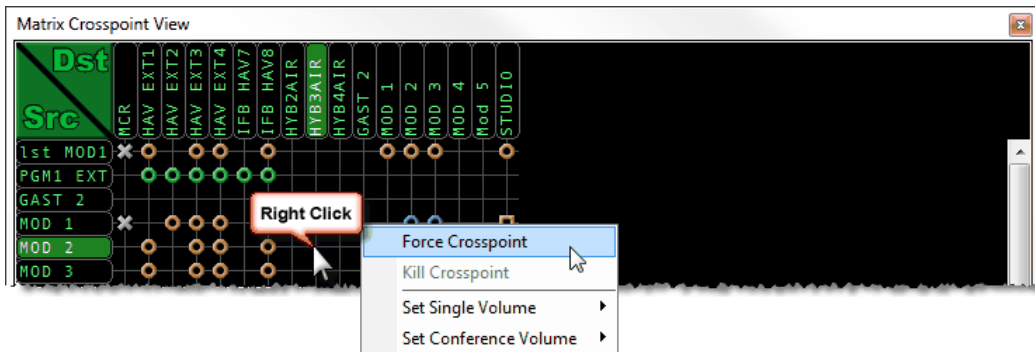 Matrix Crosspoint View
Dst
Src
MCR
HAV EXT1
HAV EXT2
HAV EXT3
HAV EXT4
IFB HAV7
IFB HAV8
HYB2AIR
HYB3AIR
HYB4AIR
GAST 2
MOD 1
MOD 2
MOD 3
MOD 4
Mod 5
STUDIO
lst MOD1
PGM1 EXT
GAST 2
MOD 1
MOD 2
MOD 3
Right Click
Force Crosspoint
Kill Crosspoint
Set Single Volume
Set Conference Volume